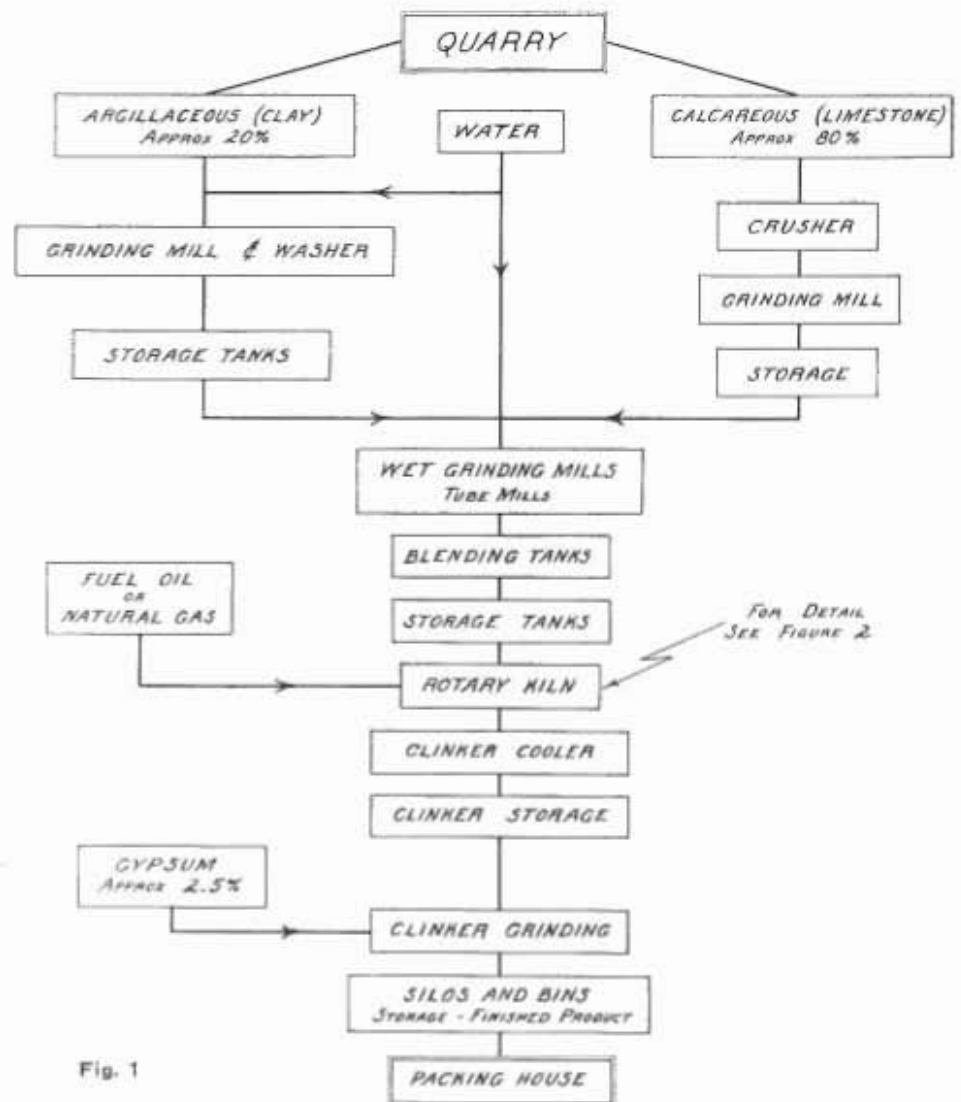 QUARRY
ARGILLACEOUS (CLAY)
APPROX 20%
WATER
CALCAREOUS (LIMESTONE)
APPROX 80%
GRINDING MILL & WASHER
CRUSHER
GRINDING MILL
STORAGE TANKS
STORAGE
WET GRINDING MILLS
TUBE MILLS
BLENDING TANKS
FUEL OIL
OR
NATURAL GAS
STORAGE TANKS
FOR DETAIL
SEE FIGURE 2
ROTARY KILN
CLINKER COOLER
CLINKER STORAGE
GYPSUM
APPROX 2.5%
CLINKER GRINDING
SILOS AND BINS
STORAGE - FINISHED PRODUCT
Fig. 1
PACKING HOUSE